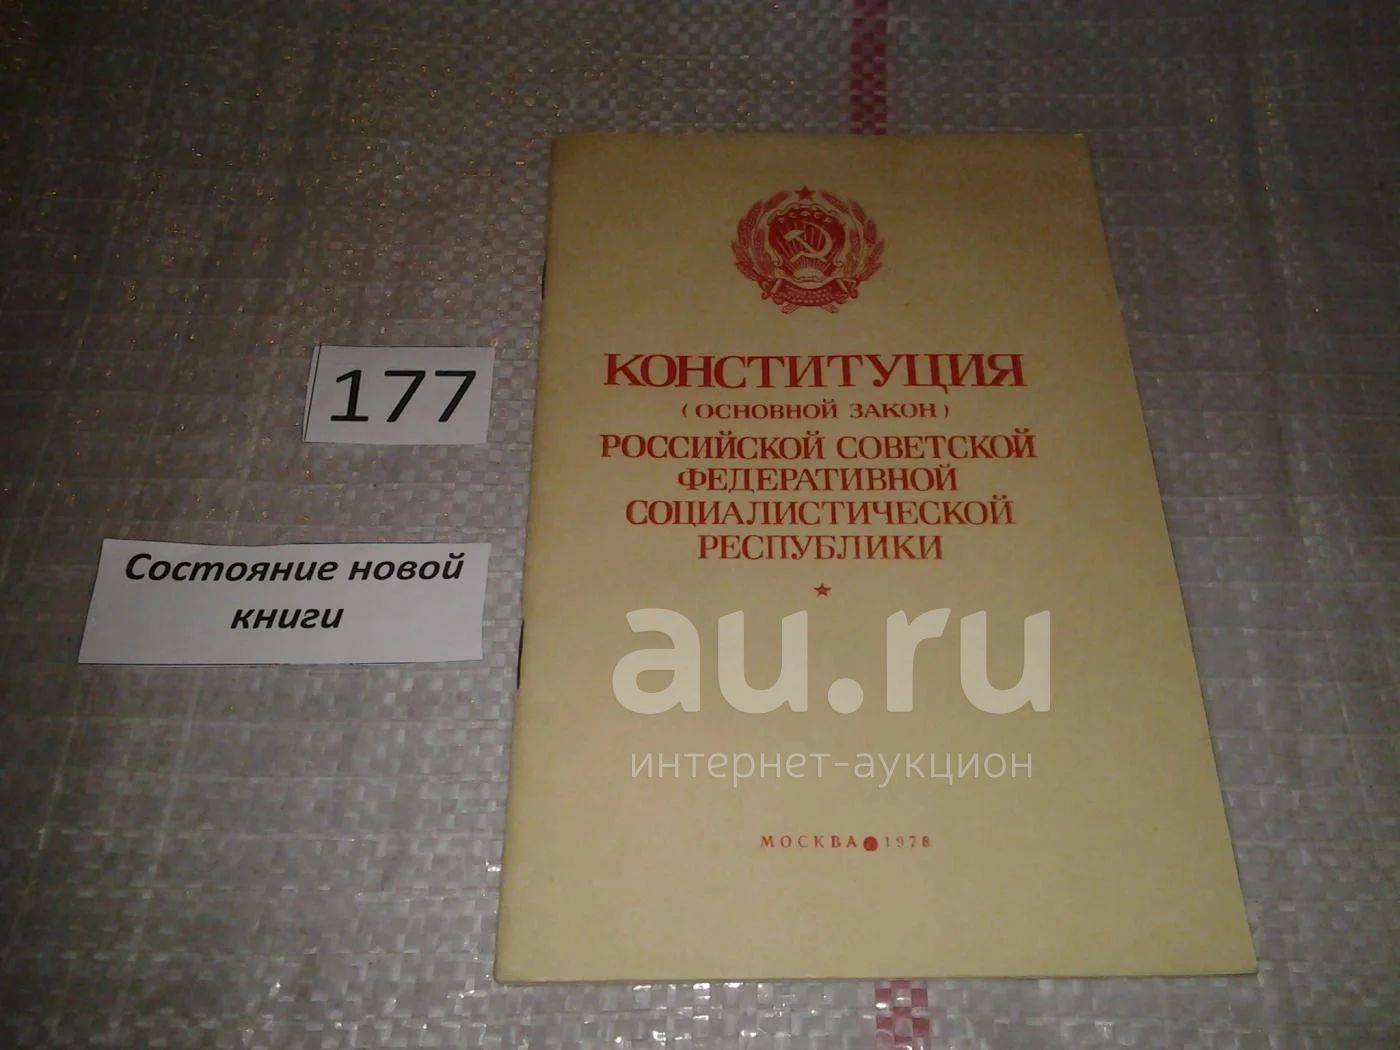 177
Состояние новой
книги
КОНСТИТУЦИЯ
(ОСНОВНОЙ ЗАКОН)
РОССИЙСКОЙ СОВЕТСКОЙ
ФЕДЕРАТИВНОЙ
СОЦИАЛИСТИЧЕСКОЙ
РЕСПУБЛИКИ
au.ru
интернет-аукцион
МОСКВА 1978